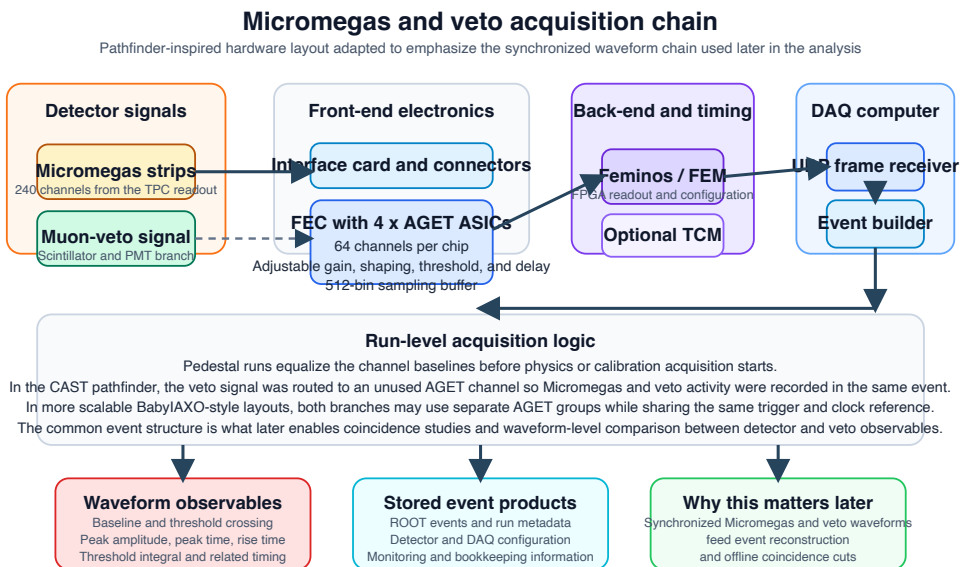 Micromegas and veto acquisition chain
Pathfinder-inspired hardware layout adapted to emphasize the synchronized waveform chain used later in the analysis
Detector signals
Micromegas strips
240 channels from the TPC readout
Muon-veto signal
Scintillator and PMT branch
Front-end electronics
Interface card and connectors
FEC with 4 x AGET ASICs
64 channels per chip
Adjustable gain, shaping, threshold, and delay
512-bin sampling buffer
Back-end and timing
Feminos / FEM
FPGA readout and configuration
Optional TCM
DAQ computer
UDP frame receiver
Event builder
Run-level acquisition logic
Pedestal runs equalize the channel baselines before physics or calibration acquisition starts.
In the CAST pathfinder, the veto signal was routed to an unused AGET channel so Micromegas and veto activity were recorded in the same event.
In more scalable BabyIAXO-style layouts, both branches may use separate AGET groups while sharing the same trigger and clock reference.
The common event structure is what later enables coincidence studies and waveform-level comparison between detector and veto observables.
Waveform observables
Baseline and threshold crossing
Peak amplitude, peak time, rise time
Threshold integral and related timing
Stored event products
ROOT events and run metadata
Detector and DAQ configuration
Monitoring and bookkeeping information
Why this matters later
Synchronized Micromegas and veto waveforms
feed event reconstruction
and offline coincidence cuts